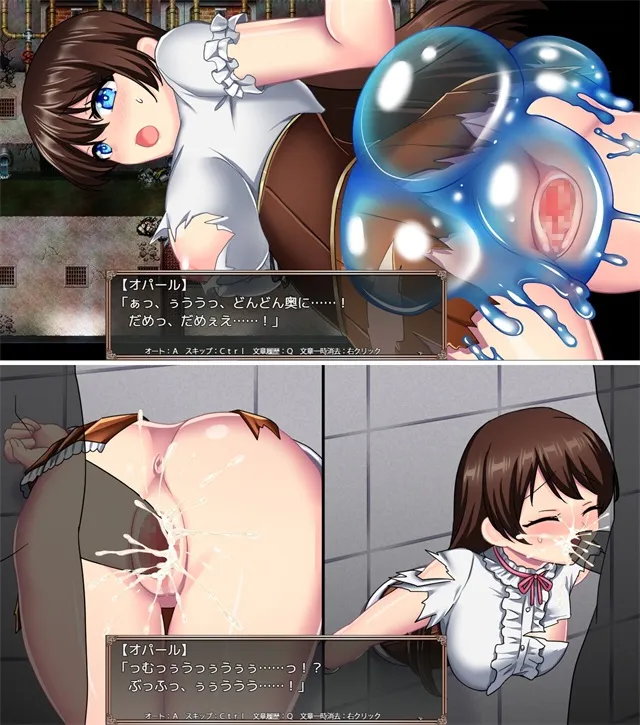 【オパール】
「ぁっ、ぅううっ、どんどん奥に……！
だめっ、だめぇえ……！」
オート：A　スキップ：Ctrl　文章履歴：Q　文章一時消去：右クリック
【オパール】
「っむっぅうっぅうぅぅ……っ！？
ぶっふっ、ぅぅううう……！」
オート：A　スキップ：Ctrl　文章履歴：Q　文章一時消去：右クリック